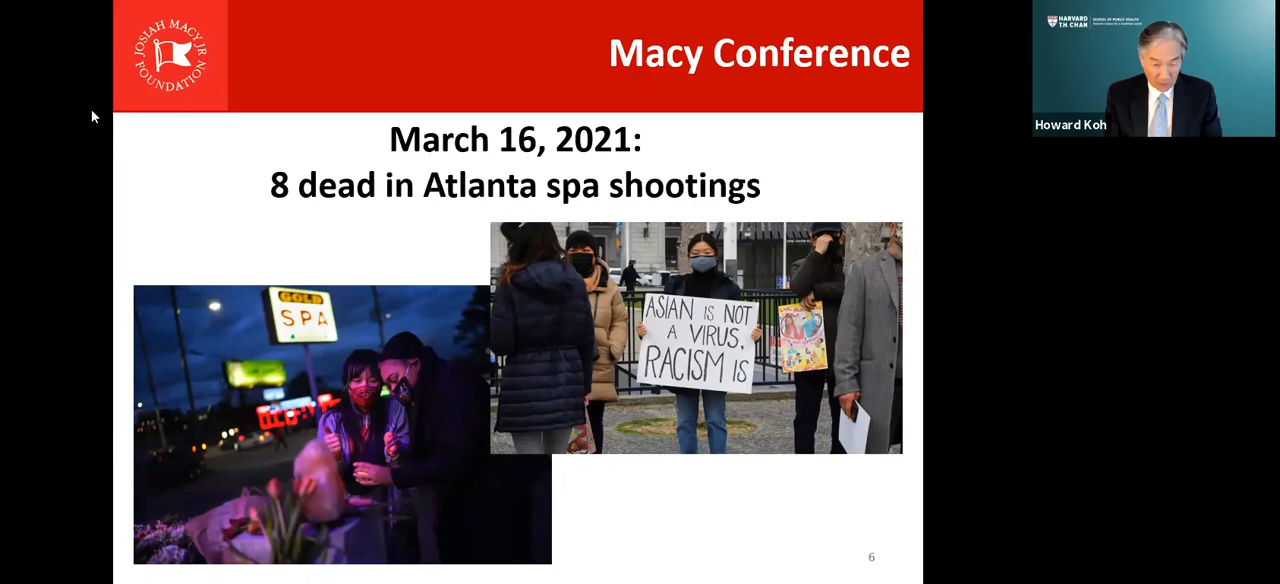 JOSIAH MACY JR
FOUNDATION
Macy Conference
March 16, 2021:
8 dead in Atlanta spa shootings
GOLD
SPA
ASIAN IS NOT
A VIRUS,
RACISM IS
6
HARVARD
TH CHAN
SCHOOL OF PUBLIC HEALTH
Howard Koh